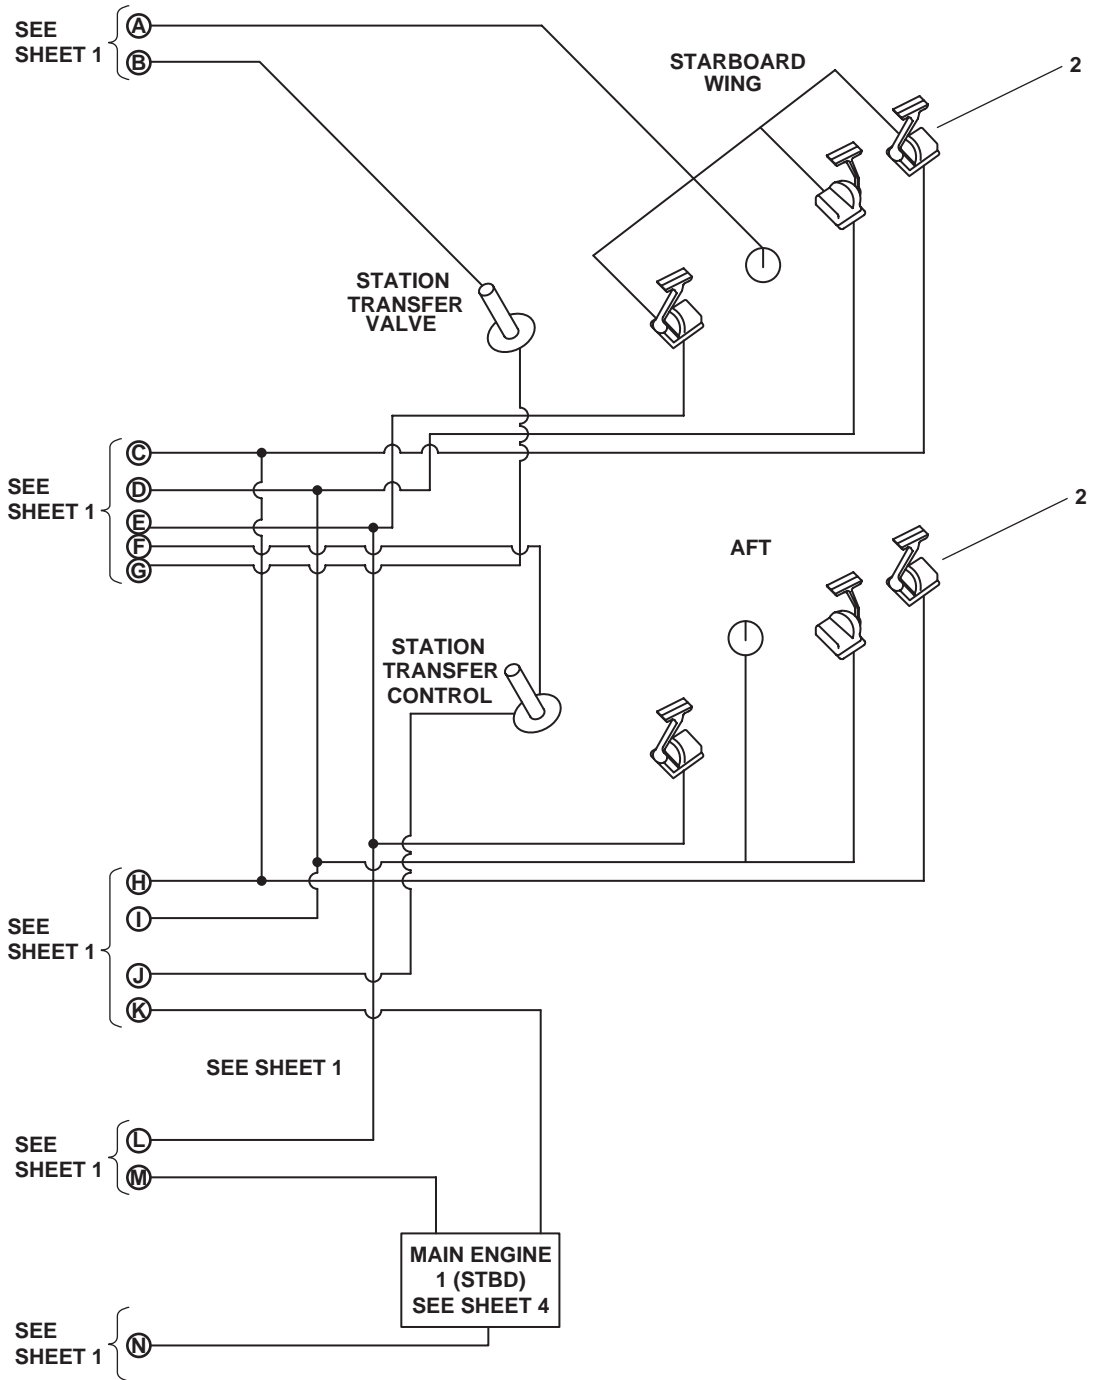 SEE
SHEET 1
A
B
STARBOARD
WING
2
STATION
TRANSFER
VALVE
SEE
SHEET 1
C
D
E
F
G
AFT
2
STATION
TRANSFER
CONTROL
SEE
SHEET 1
H
I
J
K
SEE SHEET 1
SEE
SHEET 1
L
M
MAIN ENGINE
1 (STBD)
SEE SHEET 4
SEE
SHEET 1
N